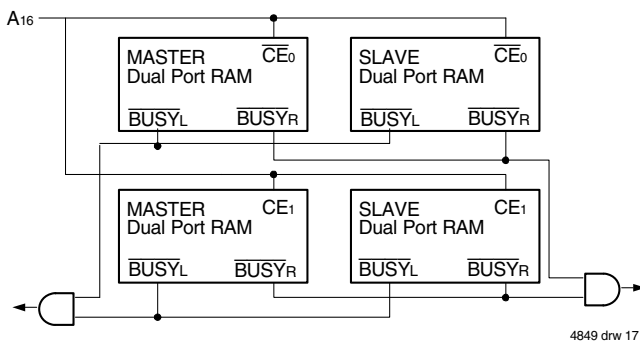 A16
MASTER CE0
Dual Port RAM
BUSYL BUSYR
SLAVE CE0
Dual Port RAM
BUSYL BUSYR
MASTER CE1
Dual Port RAM
BUSYL BUSYR
SLAVE CE1
Dual Port RAM
BUSYL BUSYR
4849 drw 17